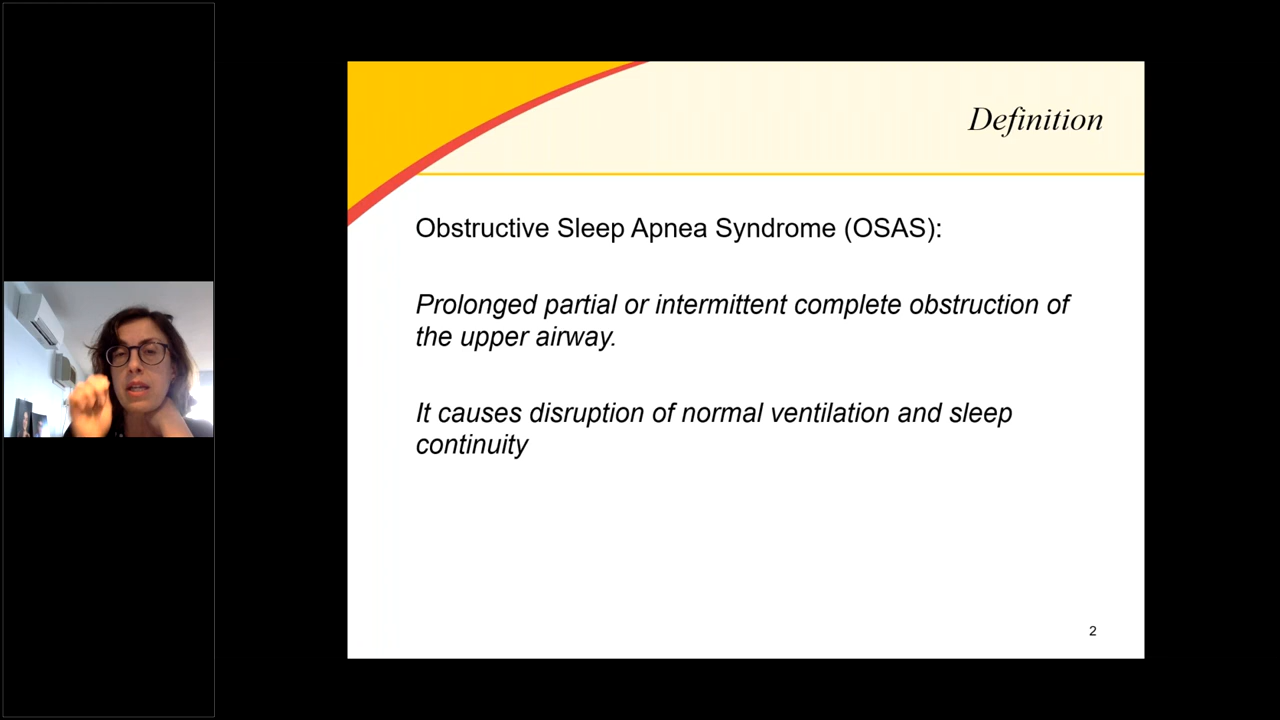 Definition
Obstructive Sleep Apnea Syndrome (OSAS):
Prolonged partial or intermittent complete obstruction of
the upper airway.
It causes disruption of normal ventilation and sleep
continuity
2